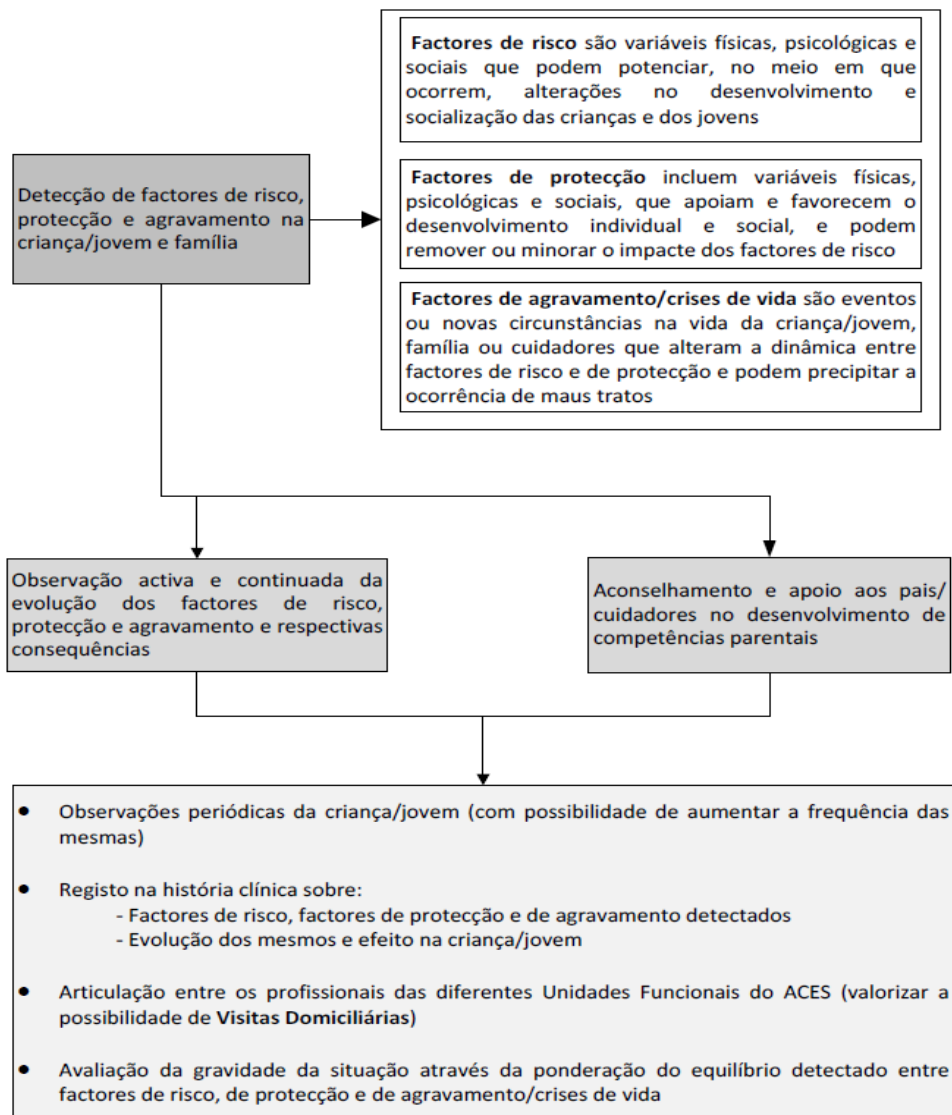 Factores de risco são variáveis físicas, psicológicas e
sociais que podem potenciar, no meio em que
ocorrem, alterações no desenvolvimento e
socialização das crianças e dos jovens
Detecção de factores de risco,
protecção e agravamento na
criança/jovem e família
Factores de protecção incluem variáveis físicas,
psicológicas e sociais, que apoiam e favorecem o
desenvolvimento individual e social, e podem
remover ou minorar o impacte dos factores de risco
Factores de agravamento/crises de vida são eventos
ou novas circunstâncias na vida da criança/jovem,
família ou cuidadores que alteram a dinâmica entre
factores de risco e de protecção e podem precipitar a
ocorrência de maus tratos
Observação activa e continuada da
evolução dos factores de risco,
protecção e agravamento e respectivas
consequências
Aconselhamento e apoio aos pais/
cuidadores no desenvolvimento de
competências parentais
● Observações periódicas da criança/jovem (com possibilidade de aumentar a frequência das
mesmas)
● Registo na história clínica sobre:
- Factores de risco, factores de protecção e de agravamento detectados
- Evolução dos mesmos e efeito na criança/jovem
● Articulação entre os profissionais das diferentes Unidades Funcionais do ACES (valorizar a
possibilidade de Visitas Domiciliárias)
● Avaliação da gravidade da situação através da ponderação do equilíbrio detectado entre
factores de risco, de protecção e de agravamento/crises de vida